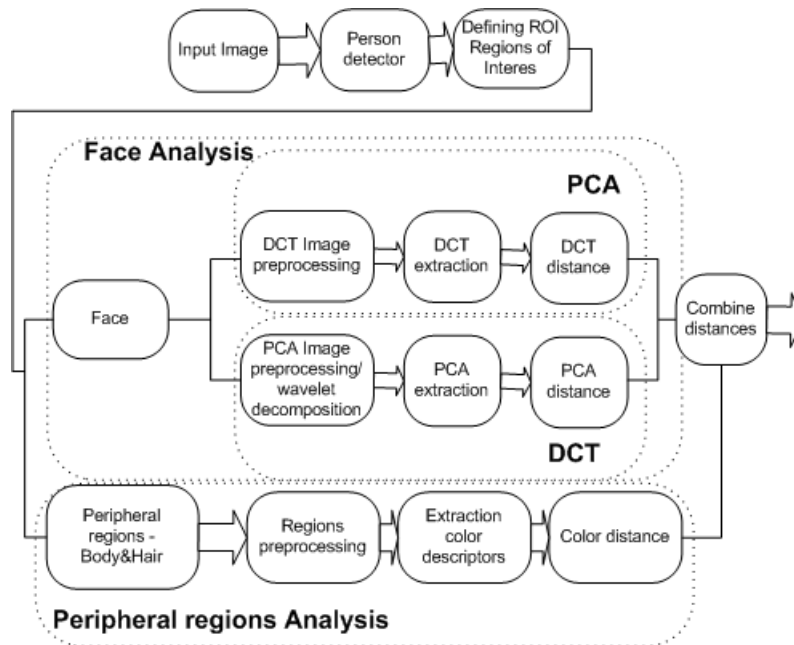 Input Image
Person
detector
Defining ROI
Regions of
Interes
Face Analysis
PCA
DCT Image
preprocessing
DCT
extraction
DCT
distance
Face
Combine
distances
PCA Image
preprocessing/
wavelet
decomposition
PCA
extraction
PCA
distance
DCT
Peripheral
regions -
Body&Hair
Regions
preprocessing
Extraction
color
descriptors
Color distance
Peripheral regions Analysis